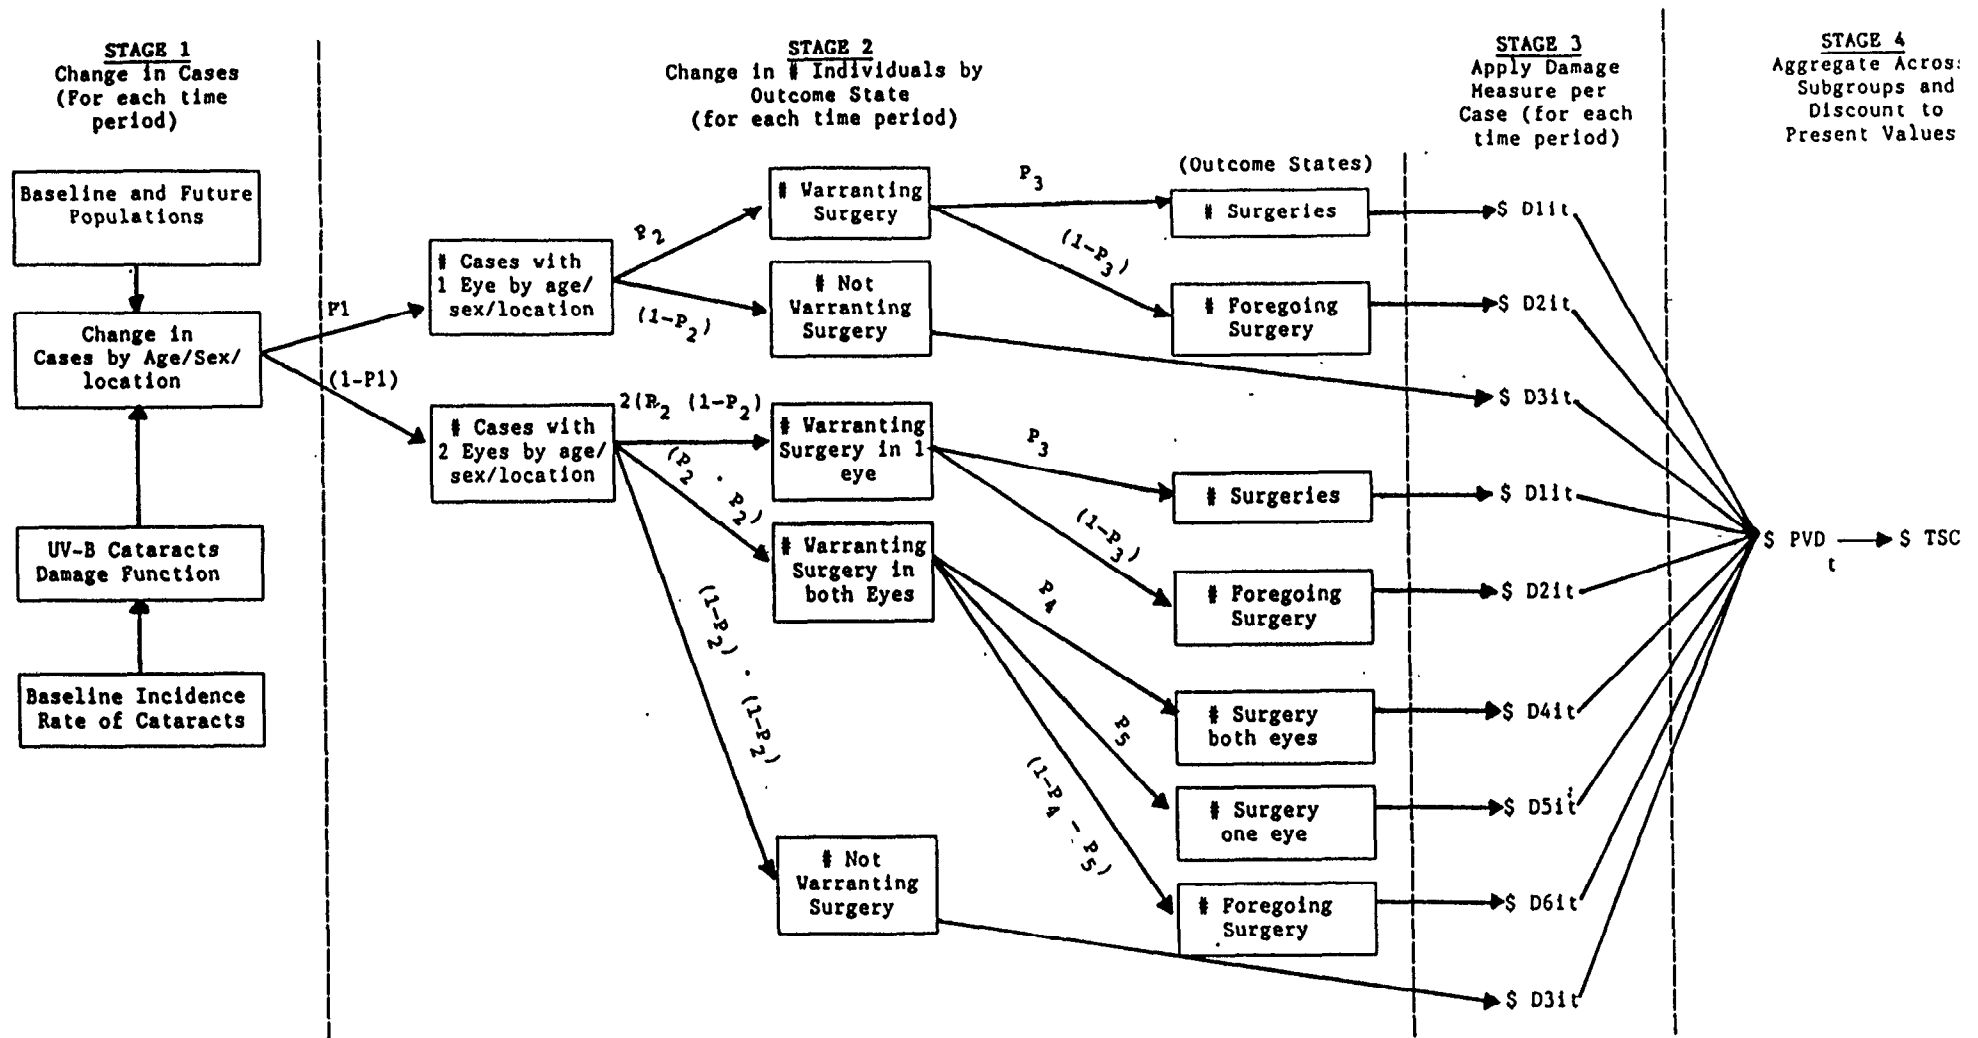 STAGE 1
Change in Cases
(For each time
period)
STAGE 2
Change in # Individuals by
Outcome State
(for each time period)
STAGE 3
Apply Damage
Measure per
Case (for each
time period)
STAGE 4
Aggregate Across
Subgroups and
Discount to
Present Values
Baseline and Future
Populations
Change in
Cases by Age/Sex/
location
UV-B Cataracts
Damage Function
Baseline Incidence
Rate of Cataracts
P1
(1-P1)
# Cases with
1 Eye by age/
sex/location
# Cases with
2 Eyes by age/
sex/location
P2
(1-P2)
2(P2 (1-P2)
(P2 · P2)
(1-P2) · (1-P2)
# Warranting
Surgery
# Not
Warranting
Surgery
# Warranting
Surgery in 1
eye
# Warranting
Surgery in
both Eyes
# Not
Warranting
Surgery
P3
(1-P3)
P3
(1-P3)
P4
P5
(1-P4 - P5)
(Outcome States)
# Surgeries
# Foregoing
Surgery
# Surgeries
# Foregoing
Surgery
# Surgery
both eyes
# Surgery
one eye
# Foregoing
Surgery
$ D1it
$ D2it
$ D3it
$ D1it
$ D2it
$ D4it
$ D5it
$ D6it
$ D3it
$ PVD
t
$ TSC